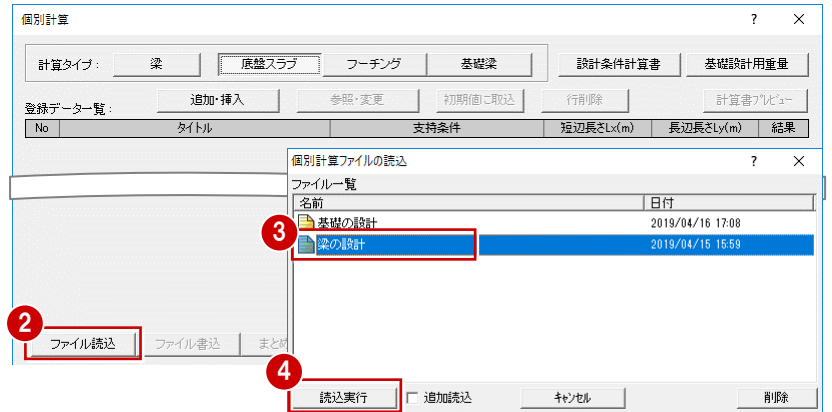 個別計算 ? ×
計算タイプ： 梁 底盤スラブ フーチング 基礎梁 設計条件計算書 基礎設計用重量
登録データ一覧： 追加・挿入 参照・変更 初期値に取込 行削除 計算書ﾌﾟﾚﾋﾞｭｰ
No タイトル 支持条件 短辺長さLx(m) 長辺長さLy(m) 結果
個別計算ファイルの読込 ? ×
ファイル一覧
名前 日付
基礎の設計 2019/04/16 17:08
3
梁の設計 2019/04/15 15:59
2
ファイル読込 ファイル書込 まとめ
4
読込実行 追加読込 ｷｬﾝｾﾙ 削除